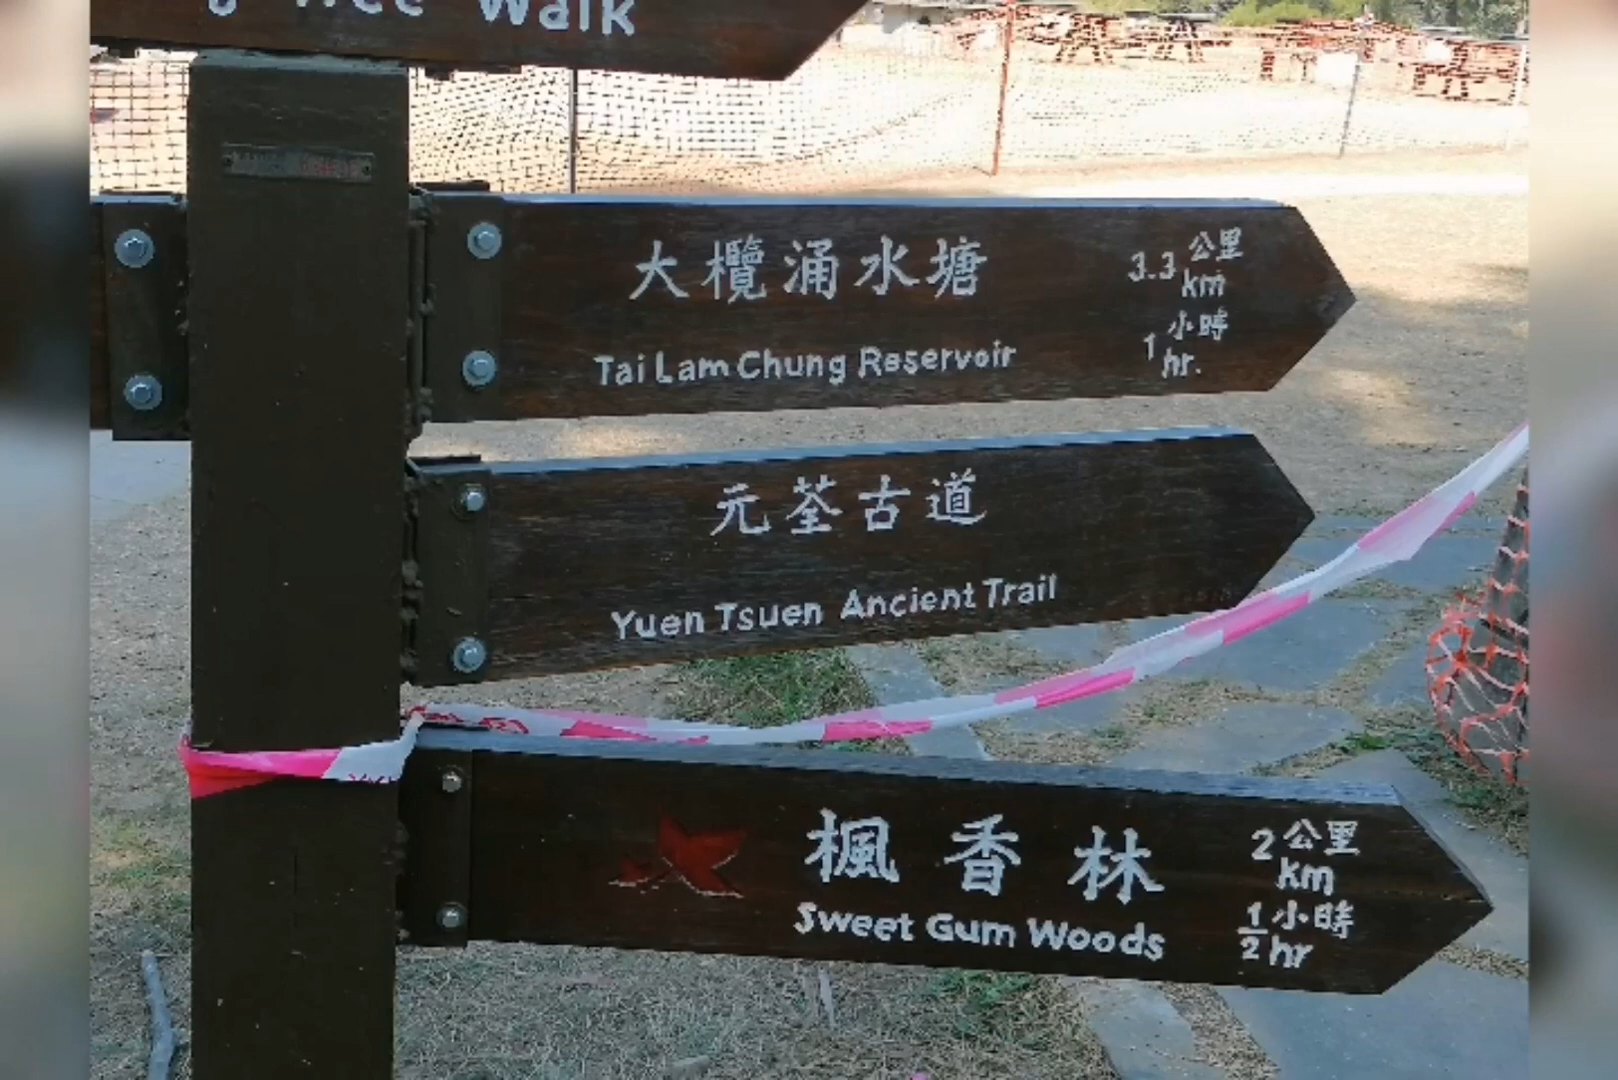 Tree Walk
大欖涌水塘 3.3 公里 km
Tai Lam Chung Reservoir 1 小時 hr.
元荃古道
Yuen Tsuen Ancient Trail
楓香林 2 公里 km
Sweet Gum Woods 1/2 小時 hr